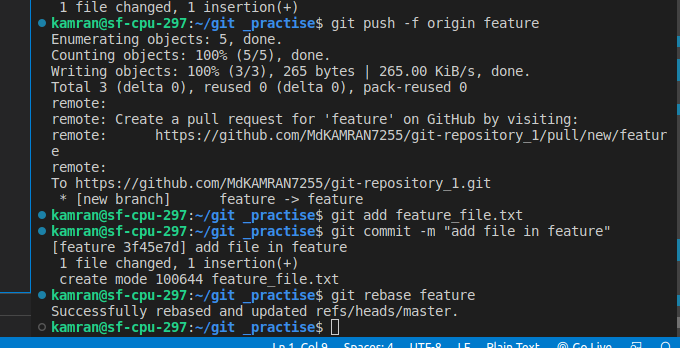 1 file changed, 1 insertion(+)
kamran@sf-cpu-297:~/git _practise$ git push -f origin feature
Enumerating objects: 5, done.
Counting objects: 100% (5/5), done.
Writing objects: 100% (3/3), 265 bytes | 265.00 KiB/s, done.
Total 3 (delta 0), reused 0 (delta 0), pack-reused 0
remote:
remote: Create a pull request for 'feature' on GitHub by visiting:
remote:      https://github.com/MdKAMRAN7255/git-repository_1/pull/new/featur
e
remote:
To https://github.com/MdKAMRAN7255/git-repository_1.git
 * [new branch]      feature -> feature
kamran@sf-cpu-297:~/git _practise$ git add feature_file.txt
kamran@sf-cpu-297:~/git _practise$ git commit -m "add file in feature"
[feature 3f45e7d] add file in feature
 1 file changed, 1 insertion(+)
 create mode 100644 feature_file.txt
kamran@sf-cpu-297:~/git _practise$ git rebase feature
Successfully rebased and updated refs/heads/master.
kamran@sf-cpu-297:~/git _practise$
Ln 1, Col 9 Spaces: 4 UTF-8 LF Plain Text Go Live